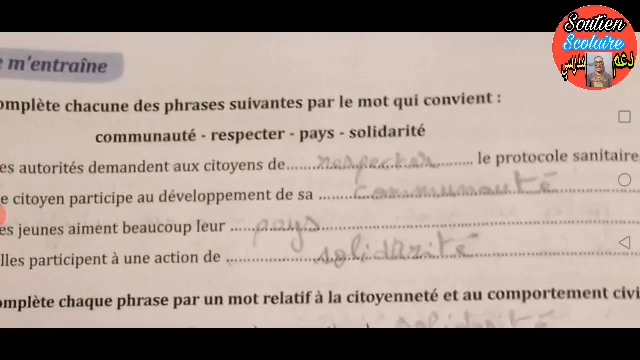 Soutien
Scolaire
دعم مدرسي
e m'entraîne
omplète chacune des phrases suivantes par le mot qui convient :
communauté - respecter - pays - solidarité
es autorités demandent aux citoyens de......respecter......... le protocole sanitaire
e citoyen participe au développement de sa ...communauté...
es jeunes aiment beaucoup leur ....pays....
lles participent à une action de ......solidarité......
omplète chaque phrase par un mot relatif à la citoyenneté et au comportement civi
solidarité